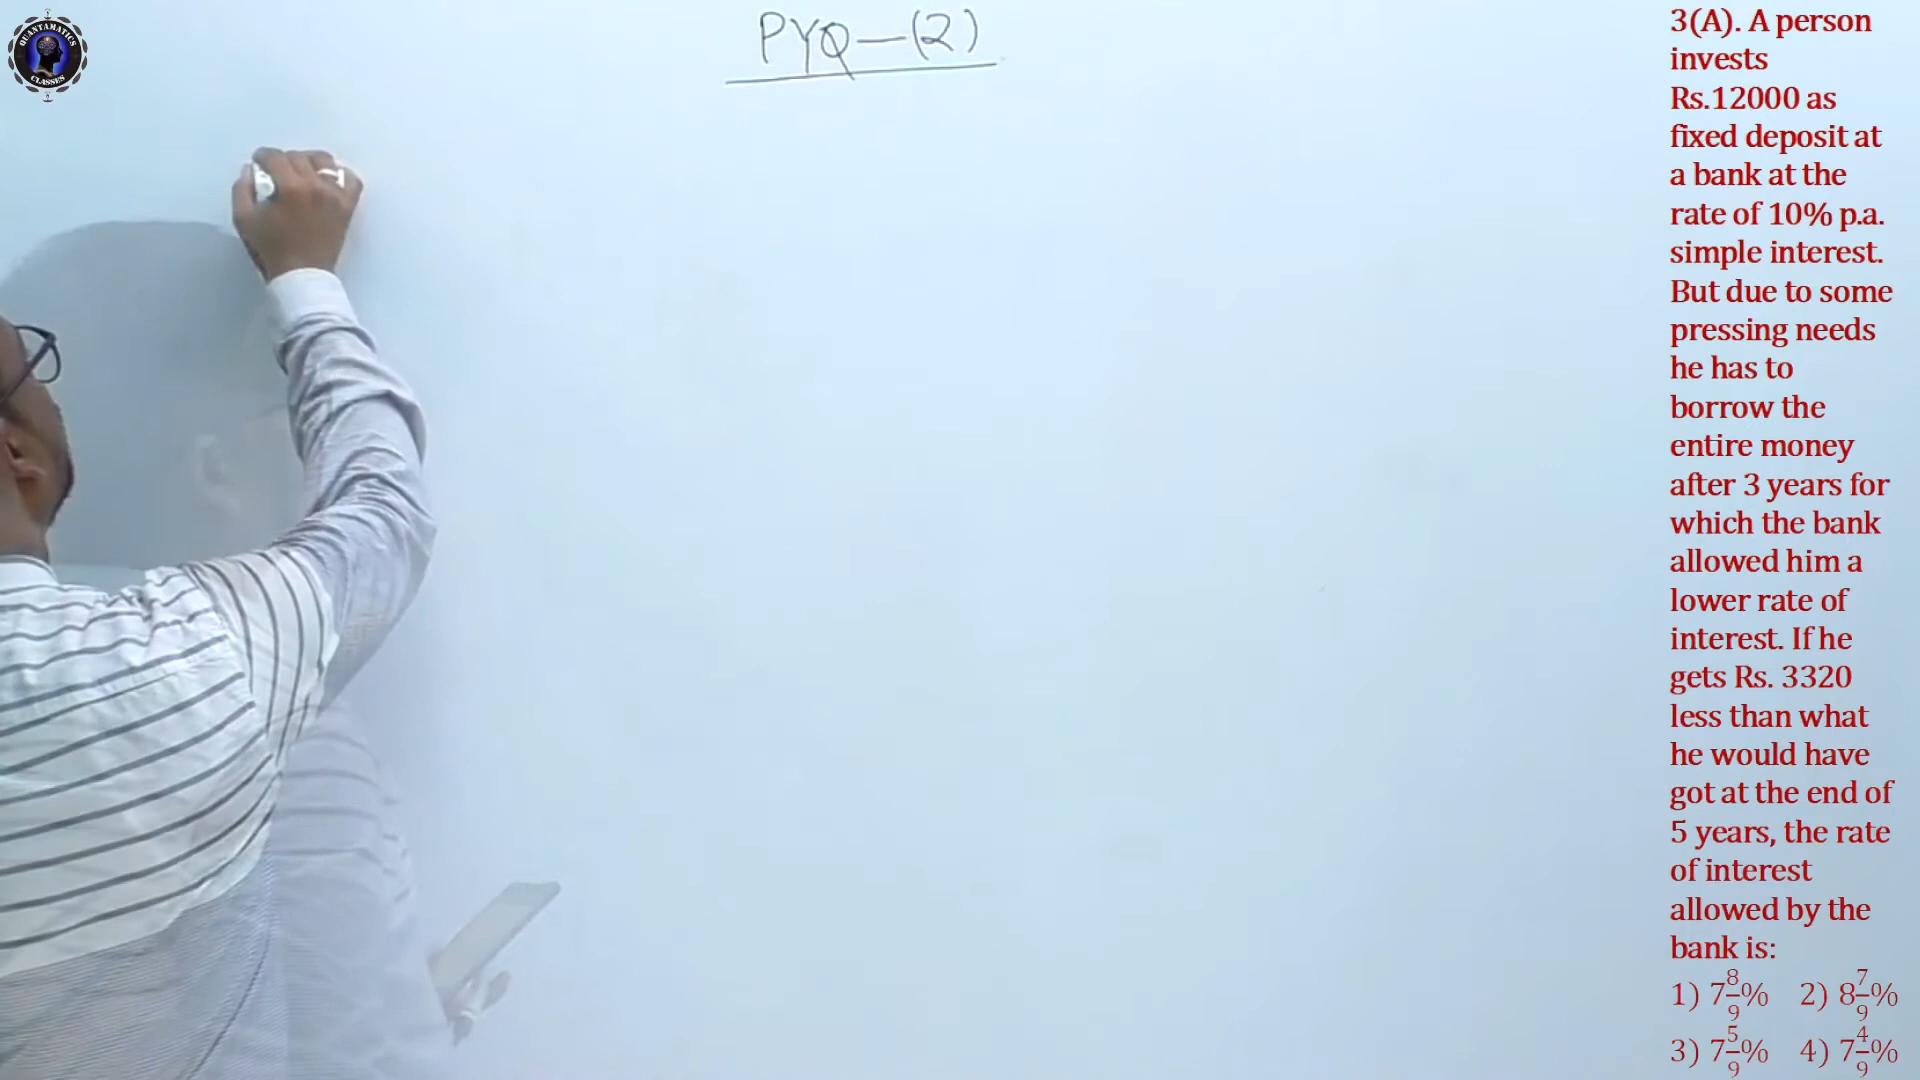 QUANTAMATICS
CLASSES
PYQ-(2)
3(A). A person
invests
Rs.12000 as
fixed deposit at
a bank at the
rate of 10% p.a.
simple interest.
But due to some
pressing needs
he has to
borrow the
entire money
after 3 years for
which the bank
allowed him a
lower rate of
interest. If he
gets Rs. 3320
less than what
he would have
got at the end of
5 years, the rate
of interest
allowed by the
bank is:
1) 7 8/9% 2) 8 7/9%
3) 7 5/9% 4) 7 4/9%